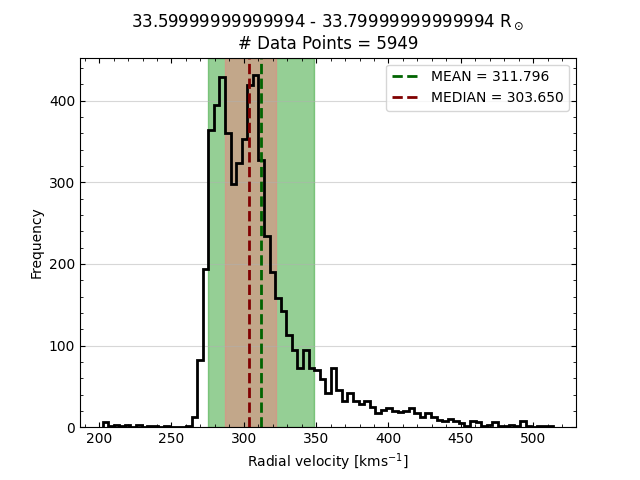 33.59999999999994 - 33.79999999999994 R⊙
# Data Points = 5949
MEAN = 311.796
MEDIAN = 303.650
Frequency
400
300
200
100
0
200 250 300 350 400 450 500
Radial velocity [kms⁻¹]